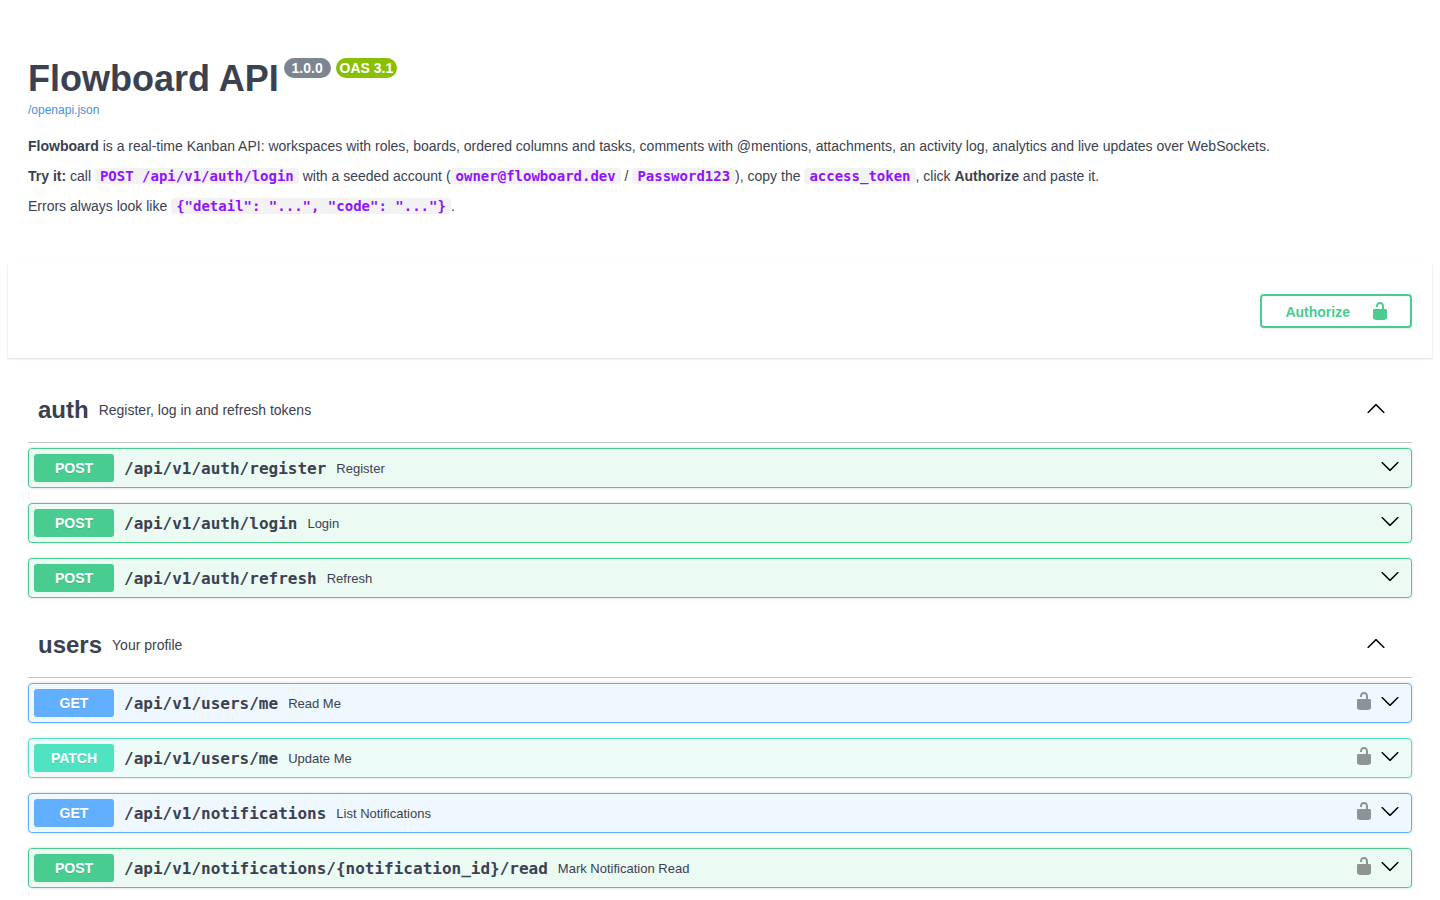 Flowboard API 1.0.0 OAS 3.1
/openapi.json
Flowboard is a real-time Kanban API: workspaces with roles, boards, ordered columns and tasks, comments with @mentions, attachments, an activity log, analytics and live updates over WebSockets.
Try it: call POST /api/v1/auth/login with a seeded account ( owner@flowboard.dev / Password123 ), copy the access_token , click Authorize and paste it.
Errors always look like {"detail": "...", "code": "..."} .
Authorize
auth Register, log in and refresh tokens
POST /api/v1/auth/register Register
POST /api/v1/auth/login Login
POST /api/v1/auth/refresh Refresh
users Your profile
GET /api/v1/users/me Read Me
PATCH /api/v1/users/me Update Me
GET /api/v1/notifications List Notifications
POST /api/v1/notifications/{notification_id}/read Mark Notification Read